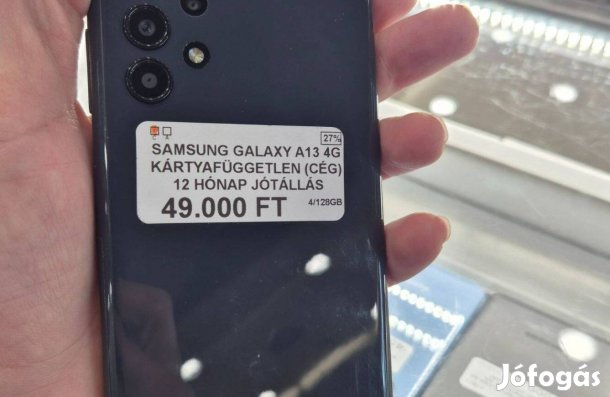 27%
SAMSUNG GALAXY A13 4G
KÁRTYAFÜGGETLEN (CÉG)
12 HÓNAP JÓTÁLLÁS
49.000 FT 4/128GB
Jófogás